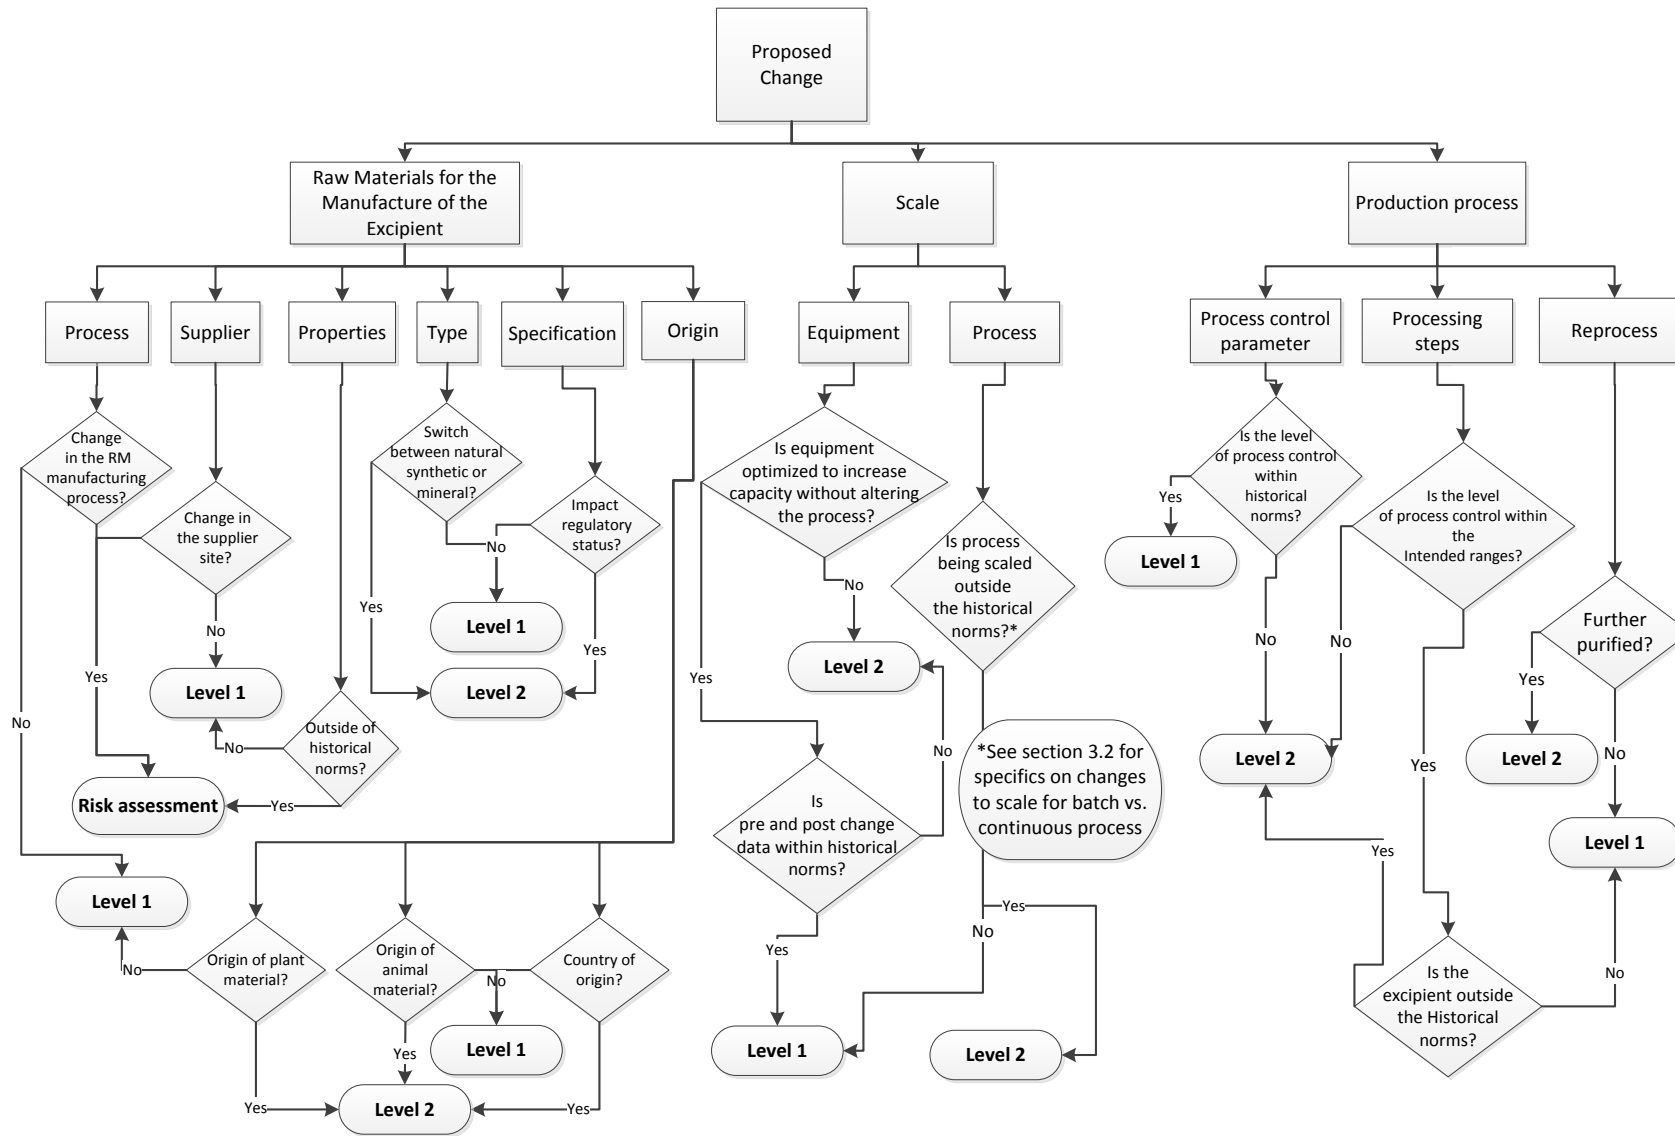 Proposed
Change
Raw Materials for the
Manufacture of the
Excipient
Scale
Production process
Process
Supplier
Properties
Type
Specification
Origin
Equipment
Process
Process control
parameter
Processing
steps
Reprocess
Change
in the RM
manufacturing
process?
Change in
the supplier
site?
Switch
between natural
synthetic or
mineral?
Impact
regulatory
status?
Is equipment
optimized to increase
capacity without altering
the process?
Is process
being scaled
outside
the historical
norms?*
Is the level
of process control
within
historical
norms?
Is the level
of process control within
the
Intended ranges?
Further
purified?
Yes
Level 1
No
Level 1
Yes
Level 2
Yes
No
Level 1
No
Yes
No
Outside of
historical
norms?
Yes
Risk assessment
No
Level 2
Yes
Is
pre and post change
data within historical
norms?
No
*See section 3.2 for
specifics on changes
to scale for batch vs.
continuous process
No
Level 2
No
Yes
Level 2
No
Level 1
Yes
Yes
No
Level 1
No
Origin of plant
material?
Origin of
animal
material?
No
Country of
origin?
Level 1
Yes
Level 2
Yes
Yes
Yes
Level 1
No
Yes
Level 2
Is the
excipient outside
the Historical
norms?
No